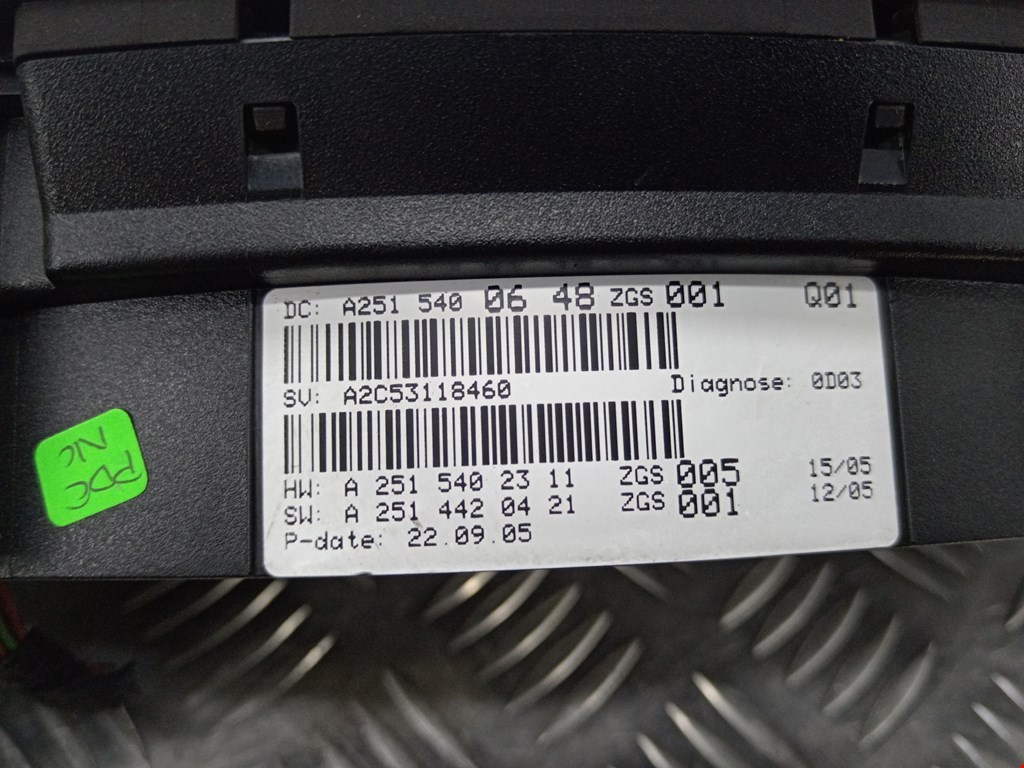 DC: A251 540 06 48 ZGS 001 Q01
SV: A2C53118460 Diagnose: 0D03
HW: A 251 540 23 11 ZGS 005 15/05
SW: A 251 442 04 21 ZGS 001 12/05
P-date: 22.09.05
PDC
NC